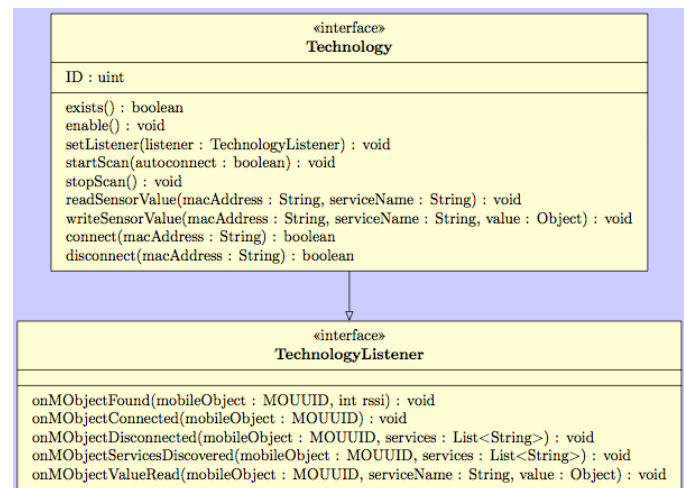 «interface»
Technology
ID : uint
exists() : boolean
enable() : void
setListener(listener : TechnologyListener) : void
startScan(autoconnect : boolean) : void
stopScan() : void
readSensorValue(macAddress : String, serviceName : String) : void
writeSensorValue(macAddress : String, serviceName : String, value : Object) : void
connect(macAddress : String) : boolean
disconnect(macAddress : String) : boolean
«interface»
TechnologyListener
onMObjectFound(mobileObject : MOUUID, int rssi) : void
onMObjectConnected(mobileObject : MOUUID) : void
onMObjectDisconnected(mobileObject : MOUUID, services : List<String>) : void
onMObjectServicesDiscovered(mobileObject : MOUUID, services : List<String>) : void
onMObjectValueRead(mobileObject : MOUUID, serviceName : String, value : Object) : void